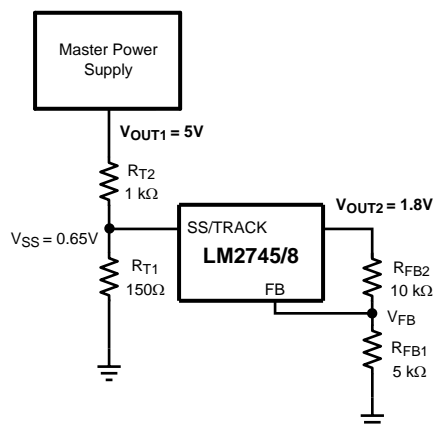 Master Power
Supply
VOUT1 = 5V
RT2
1 kΩ
VSS = 0.65V
RT1
150Ω
SS/TRACK
LM2745/8
FB
VOUT2 = 1.8V
RFB2
10 kΩ
VFB
RFB1
5 kΩ